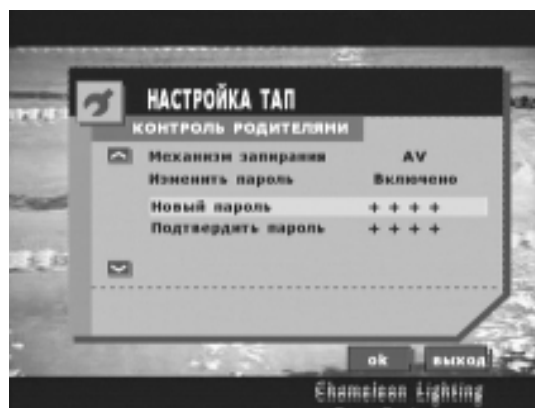 НАСТРОЙКА ТАП
КОНТРОЛЬ РОДИТЕЛЯМИ
Механизм запирания AV
Изменить пароль Включено
Новый пароль + + + +
Подтвердить пароль + + + +
ok выход
Chameleon Lighting